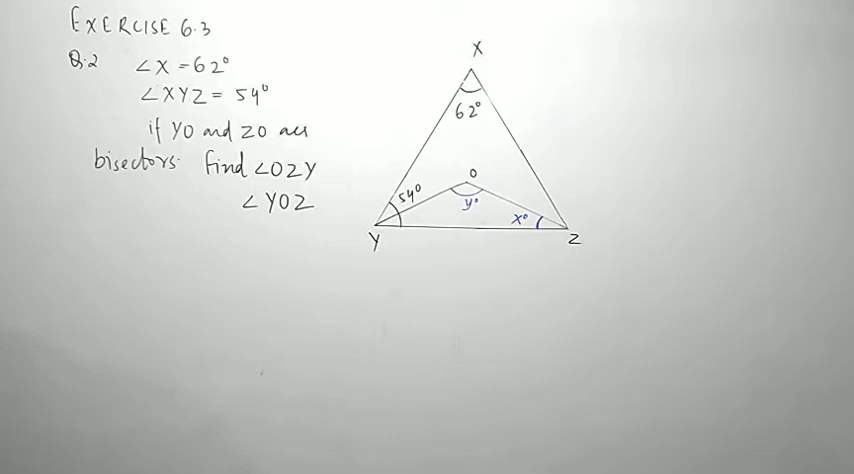 EXERCISE 6.3
Q.2 ∠X = 62°
∠XYZ = 54°
if YO and ZO are
bisectors. Find ∠OZY
∠YOZ
X
62°
O
54°
y°
x°
Y
Z